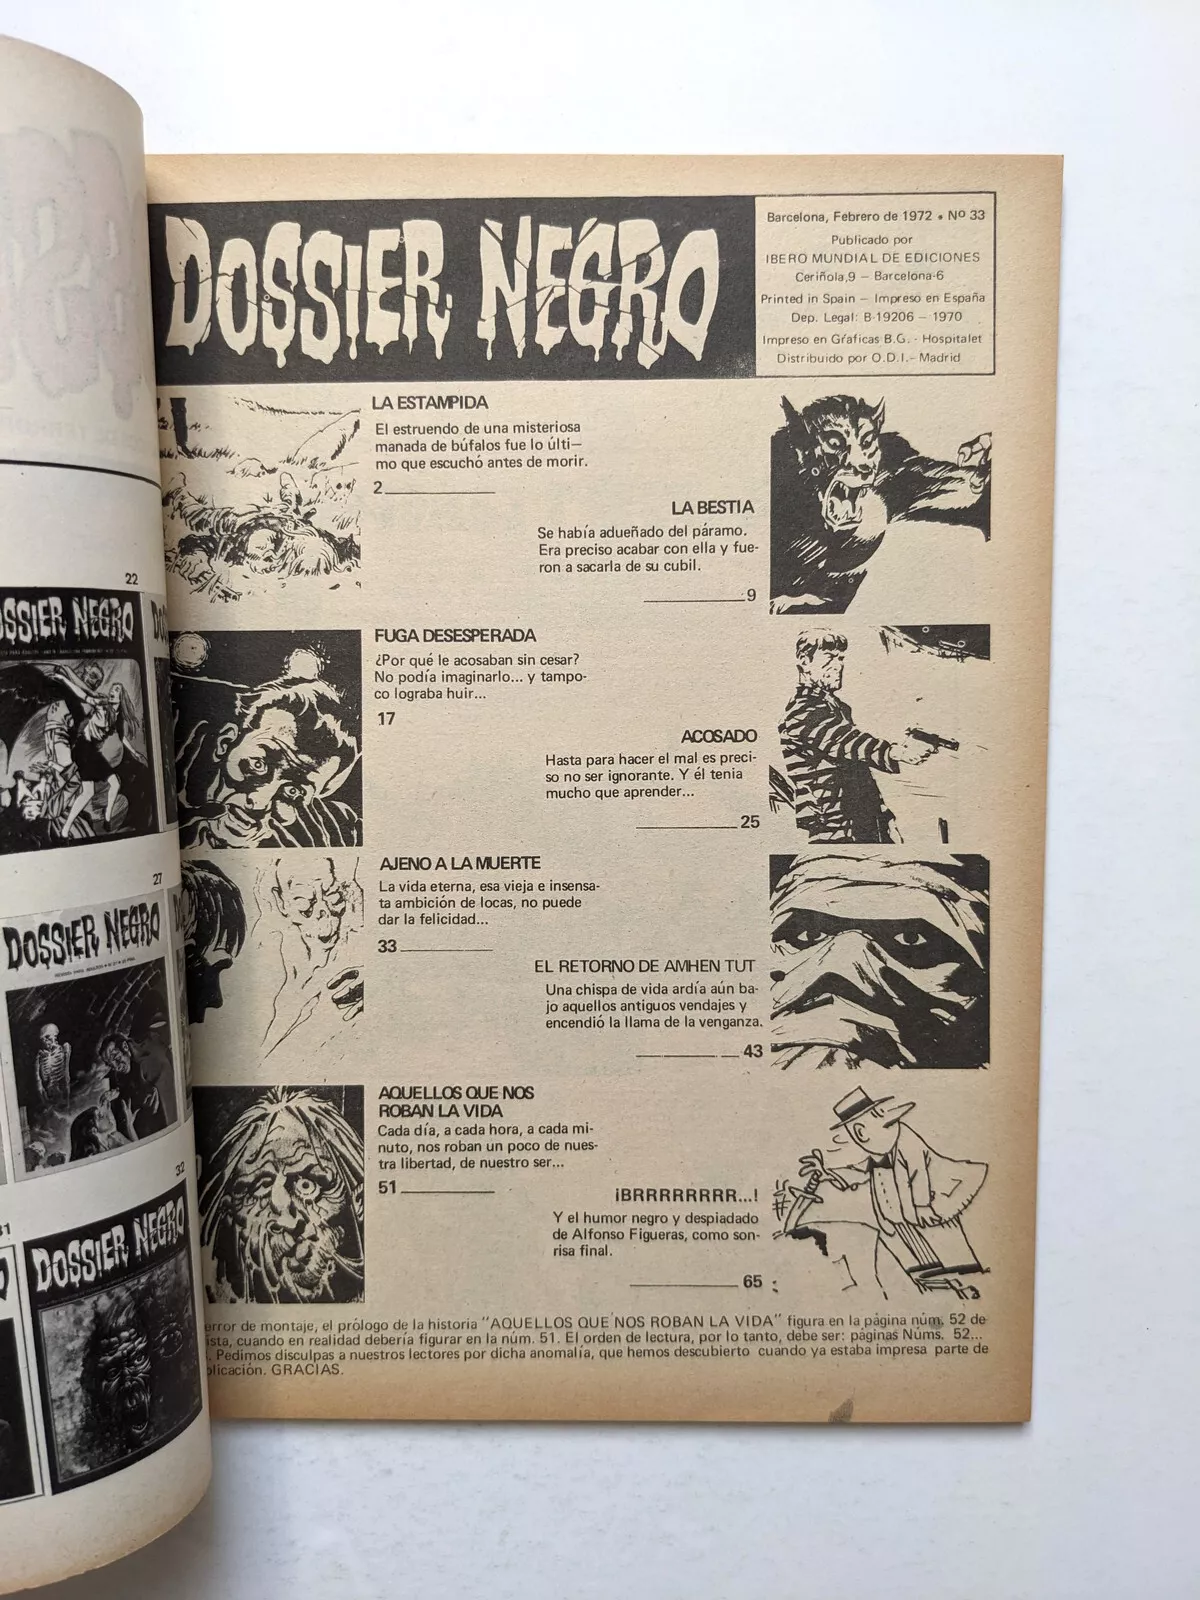 DOSSIER NEGRO
Barcelona, Febrero de 1972 • Nº 33
Publicado por
IBERO MUNDIAL DE EDICIONES
Ceriñola,9 – Barcelona-6
Printed in Spain – Impreso en España
Dep. Legal: B-19206 – 1970
Impreso en Gráficas B.G. - Hospitalet
Distribuido por O.D.I.– Madrid
LA ESTAMPIDA
El estruendo de una misteriosa
manada de búfalos fue lo últi–
mo que escuchó antes de morir.
2
LA BESTIA
Se había adueñado del páramo.
Era preciso acabar con ella y fue-
ron a sacarla de su cubil.
9
FUGA DESESPERADA
¿Por qué le acosaban sin cesar?
No podía imaginarlo... y tampo-
co lograba huir...
17
ACOSADO
Hasta para hacer el mal es preci-
so no ser ignorante. Y él tenia
mucho que aprender...
25
AJENO A LA MUERTE
La vida eterna, esa vieja e insensa-
ta ambición de locas, no puede
dar la felicidad...
33
EL RETORNO DE AMHEN TUT
Una chispa de vida ardía aún ba-
jo aquellos antiguos vendajes y
encendió la llama de la venganza.
43
AQUELLOS QUE NOS
ROBAN LA VIDA
Cada día, a cada hora, a cada mi-
nuto, nos roban un poco de nues-
tra libertad, de nuestro ser...
51
¡BRRRRRRRR...!
Y el humor negro y despiadado
de Alfonso Figueras, como son-
risa final.
65
error de montaje, el prólogo de la historia "AQUELLOS QUE NOS ROBAN LA VIDA" figura en la página núm. 52 de
ista, cuando en realidad debería figurar en la núm. 51. El orden de lectura, por lo tanto, debe ser: páginas Núms. 52...
. Pedimos disculpas a nuestros lectores por dicha anomalía, que hemos descubierto cuando ya estaba impresa parte de
plicación. GRACIAS.
22
OSSIER NEGRO
27
DOSSIER NEGRO
32
31
DOSSIER NEGRO